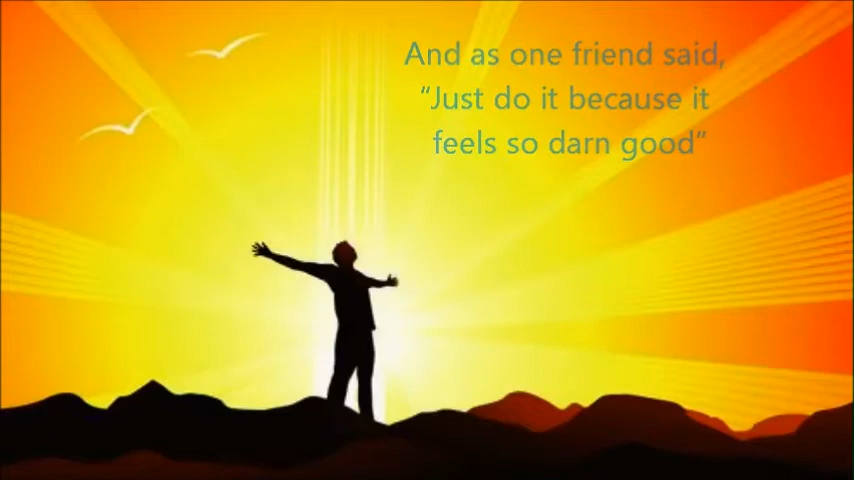 And as one friend said,
“Just do it because it
feels so darn good”